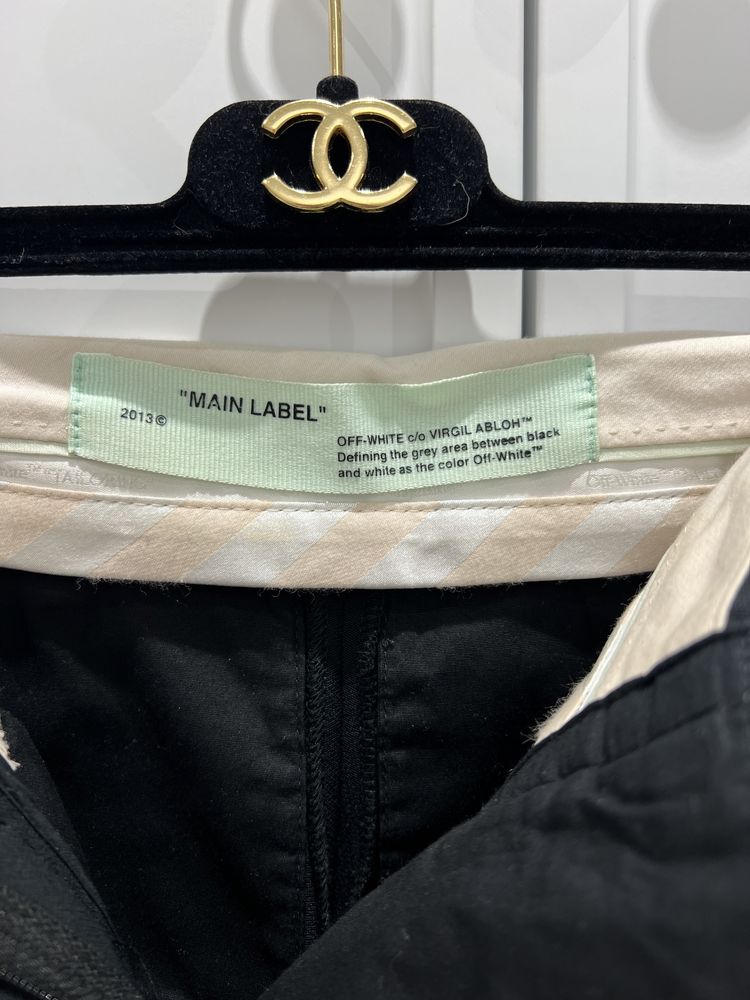 2013©
"MAIN LABEL"
OFF-WHITE c/o VIRGIL ABLOH™
Defining the grey area between black
and white as the color Off-White™